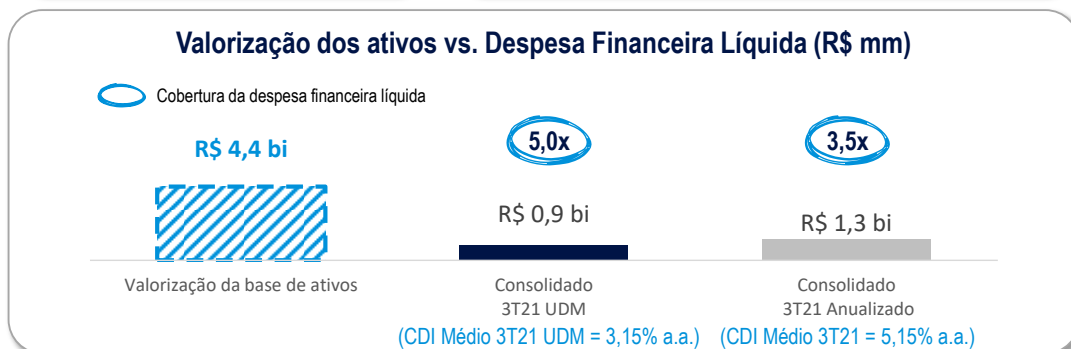 Valorização dos ativos vs. Despesa Financeira Líquida (R$ mm)
Cobertura da despesa financeira líquida
R$ 4,4 bi
5,0x
3,5x
R$ 0,9 bi
R$ 1,3 bi
Valorização da base de ativos
Consolidado
3T21 UDM
(CDI Médio 3T21 UDM = 3,15% a.a.)
Consolidado
3T21 Anualizado
(CDI Médio 3T21 = 5,15% a.a.)